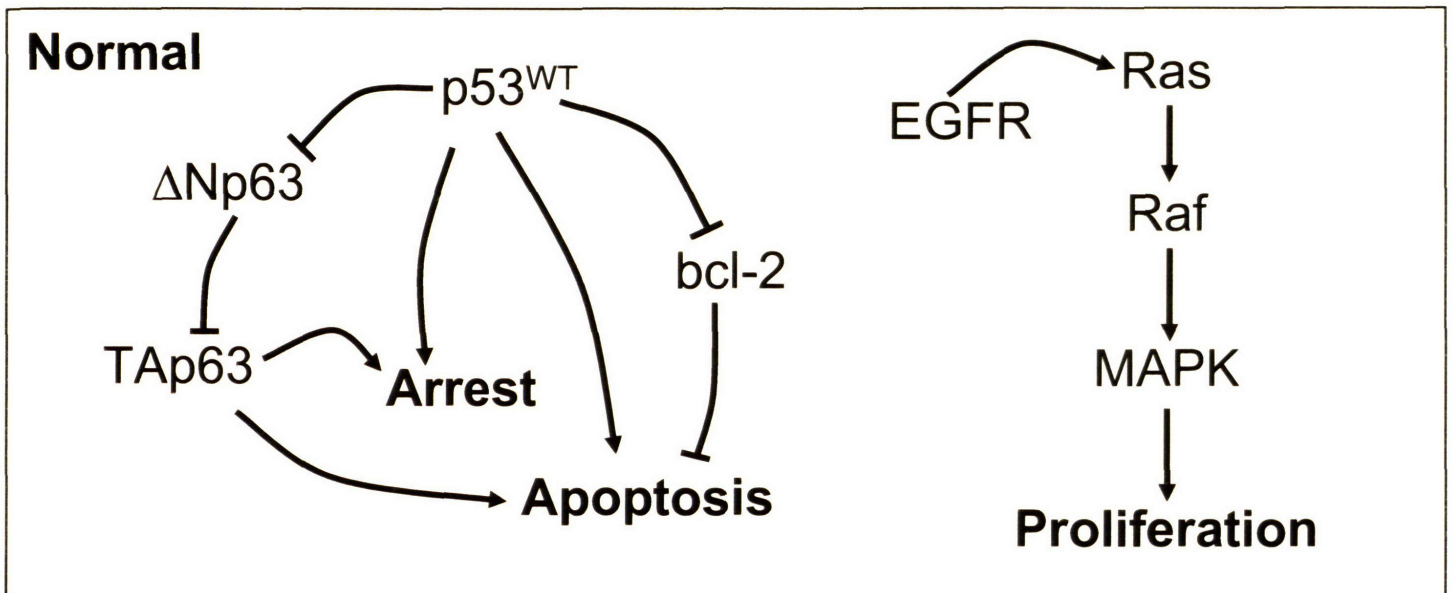 Normal
p53WT
ΔNp63
TAp63
Arrest
bcl-2
Apoptosis
EGFR
Ras
Raf
MAPK
Proliferation